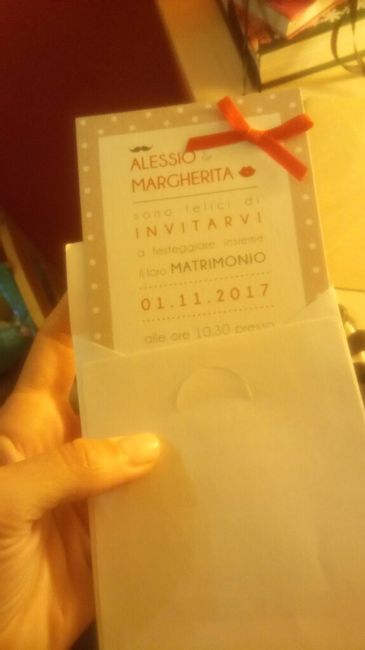 ALESSIO &
MARGHERITA
sono felici di
INVITARVI
a festeggiare insieme
il loro MATRIMONIO
01.11.2017
alle ore 10.30 presso